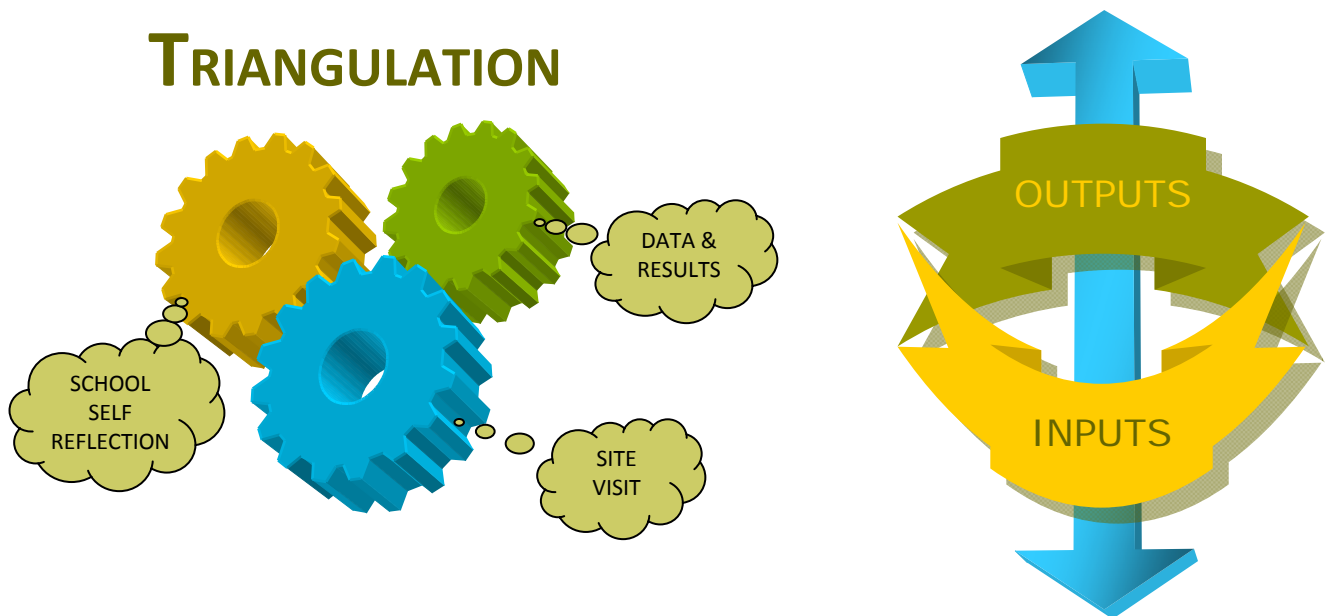 TRIANGULATION
DATA &
RESULTS
SCHOOL
SELF
REFLECTION
SITE
VISIT
OUTPUTS
INPUTS